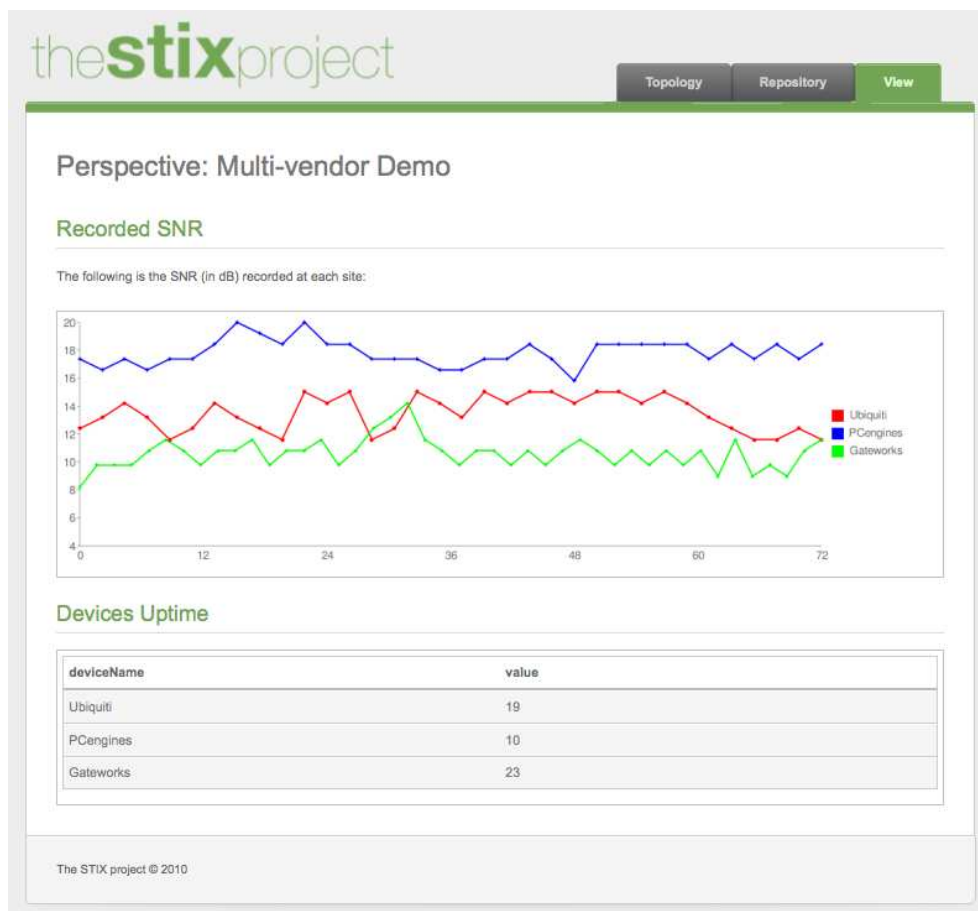 thestixproject
Topology Repository View
Perspective: Multi-vendor Demo
Recorded SNR
The following is the SNR (in dB) recorded at each site:
20
18
16
14
12
10
8
6
4
0 12 24 36 48 60 72
Ubiquiti
PCengines
Gateworks
Devices Uptime
deviceName value
Ubiquiti 19
PCengines 10
Gateworks 23
The STIX project © 2010